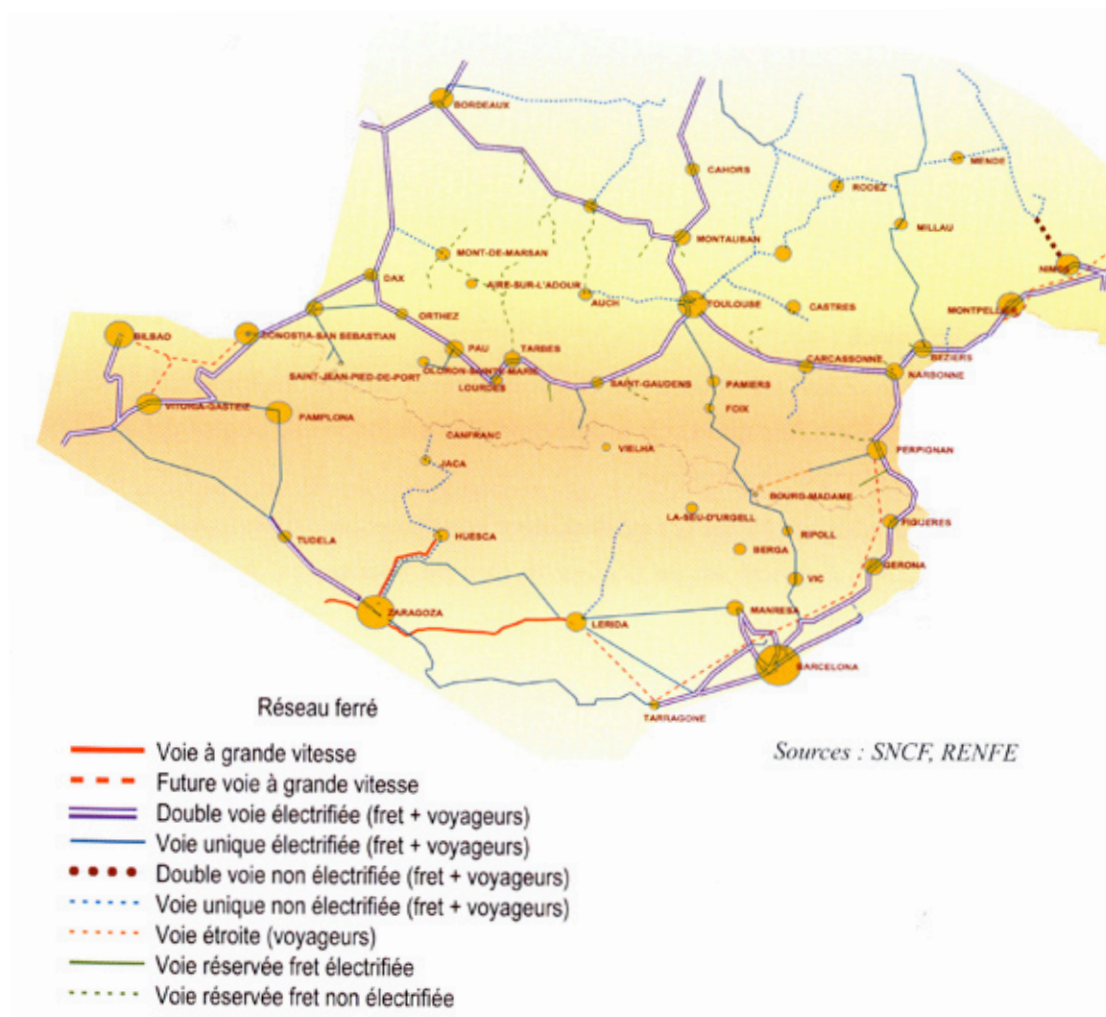 BORDEAUX
CAHORS
MENDE
RODEZ
MONTAUBAN
MILLAU
MONT-DE-MARSAN
NIMES
DAX
AIRE-SUR-L'ADOUR
AUCH
TOULOUSE
CASTRES
MONTPELLIER
ORTHEZ
BILBAO
DONOSTIA-SAN SEBASTIAN
PAU
TARBES
CARCASSONNE
BEZIERS
OLORON-SAINTE-MARIE
NARBONNE
SAINT-JEAN-PIED-DE-PORT
LOURDES
SAINT-GAUDENS
PAMIERS
VITORIA-GASTEIZ
PAMPLONA
FOIX
CANFRANC
VIELHA
PERPIGNAN
JACA
BOURG-MADAME
LA-SEU-D'URGELL
FIGUERES
TUDELA
HUESCA
RIPOLL
BERGA
GERONA
VIC
ZARAGOZA
LERIDA
MANRESA
BARCELONA
TARRAGONE
Réseau ferré
Sources : SNCF, RENFE
Voie à grande vitesse
Future voie à grande vitesse
Double voie électrifiée (fret + voyageurs)
Voie unique électrifiée (fret + voyageurs)
Double voie non électrifiée (fret + voyageurs)
Voie unique non électrifiée (fret + voyageurs)
Voie étroite (voyageurs)
Voie réservée fret électrifiée
Voie réservée fret non électrifiée